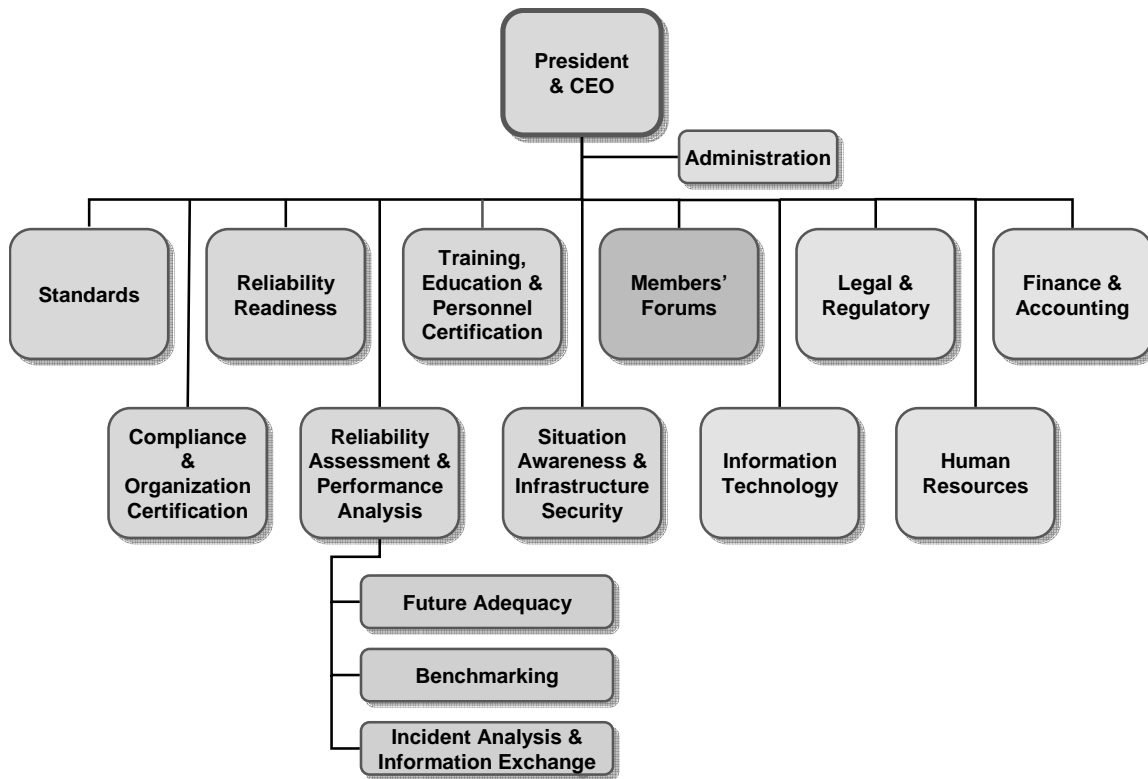 President
& CEO
Administration
Standards
Reliability
Readiness
Training,
Education &
Personnel
Certification
Members’
Forums
Legal &
Regulatory
Finance &
Accounting
Compliance
&
Organization
Certification
Reliability
Assessment &
Performance
Analysis
Situation
Awareness &
Infrastructure
Security
Information
Technology
Human
Resources
Future Adequacy
Benchmarking
Incident Analysis &
Information Exchange